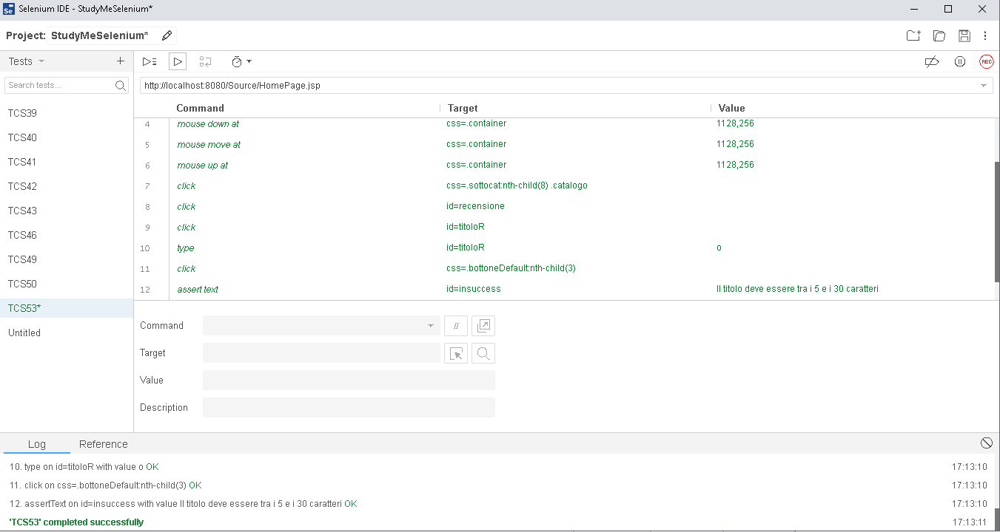 Selenium IDE - StudyMeSelenium*
Project: StudyMeSelenium*
Tests
REC
Search tests...
http://localhost:8080/Source/HomePage.jsp
Command Target Value
TCS39
TCS40
TCS41
TCS42
TCS43
TCS46
TCS49
TCS50
TCS53*
Untitled
4 mouse down at css=.container 1128,256
5 mouse move at css=.container 1128,256
6 mouse up at css=.container 1128,256
7 click css=.sottocat:nth-child(8) .catalogo
8 click id=recensione
9 click id=titoloR
10 type id=titoloR o
11 click css=.bottoneDefault:nth-child(3)
12 assert text id=insuccess Il titolo deve essere tra i 5 e i 30 caratteri
Command //
Target
Value
Description
Log Reference
10. type on id=titoloR with value o OK 17:13:10
11. click on css=.bottoneDefault:nth-child(3) OK 17:13:10
12. assertText on id=insuccess with value Il titolo deve essere tra i 5 e i 30 caratteri OK 17:13:10
'TCS53' completed successfully 17:13:11